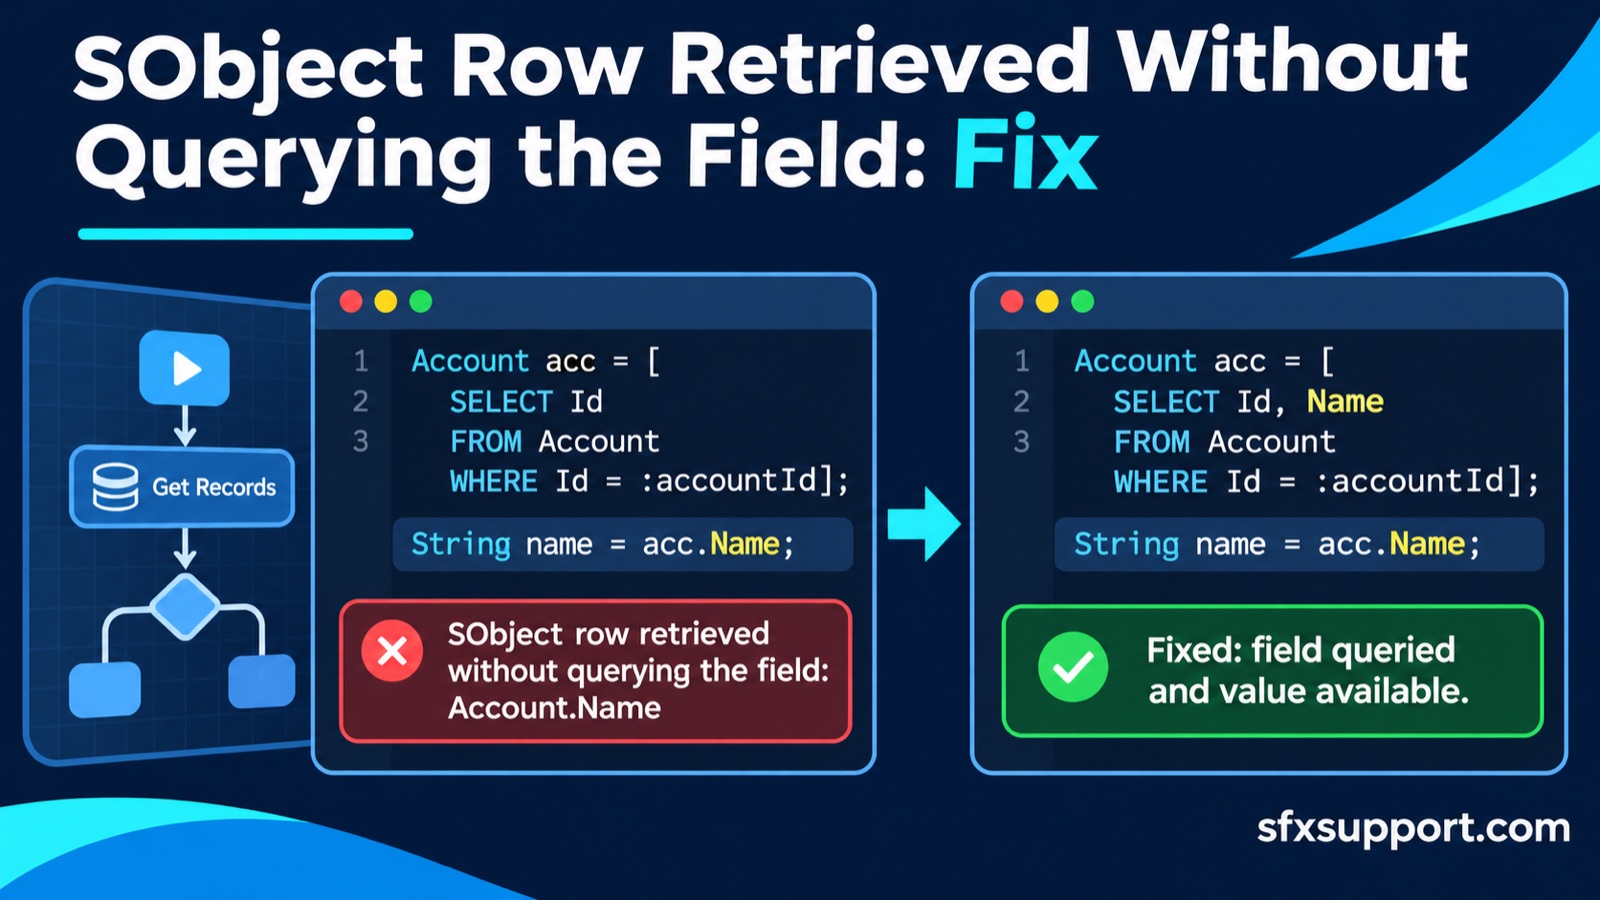 SObject Row Retrieved Without
Querying the Field: Fix
Get Records
1 Account acc = [
2 SELECT Id
3 FROM Account
WHERE Id = :accountId];
String name = acc.Name;
SObject row retrieved
without querying the field:
Account.Name
1 Account acc = [
2 SELECT Id, Name
3 FROM Account
WHERE Id = :accountId];
String name = acc.Name;
Fixed: field queried
and value available.
sfxsupport.com